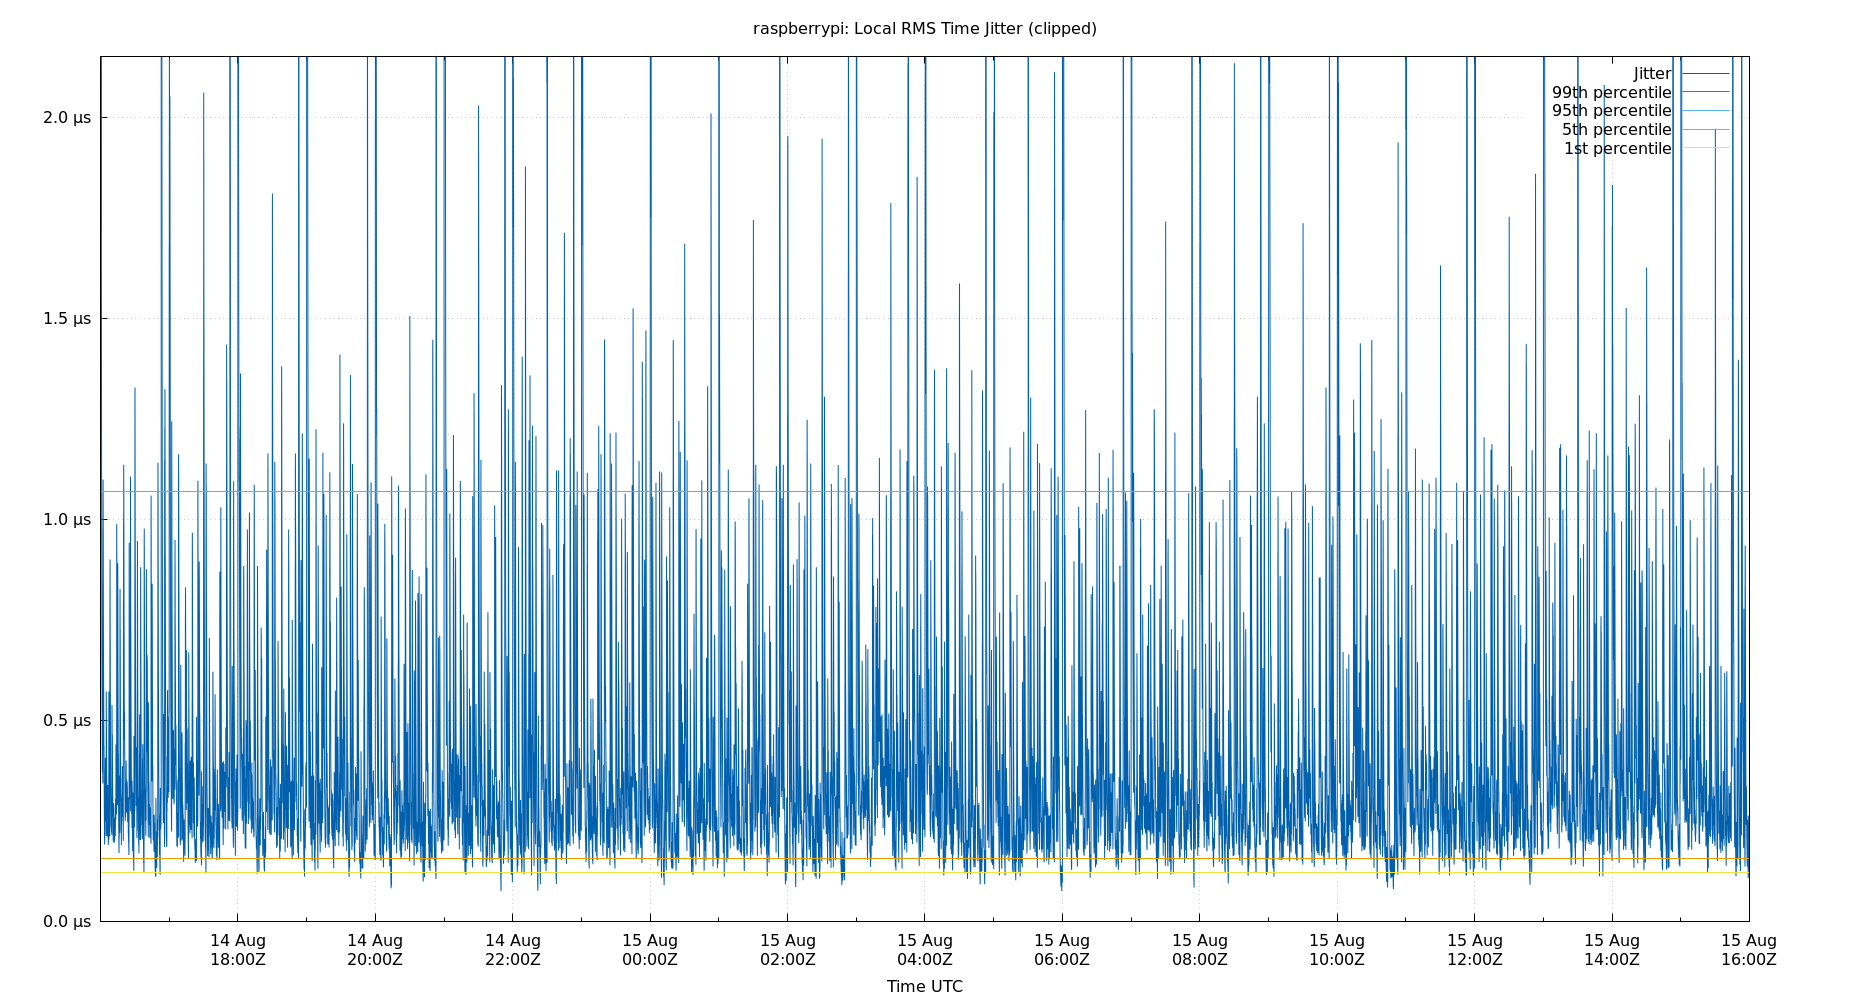 raspberrypi: Local RMS Time Jitter (clipped)
Jitter
99th percentile
95th percentile
5th percentile
1st percentile
2.0 µs
1.5 µs
1.0 µs
0.5 µs
0.0 µs
14 Aug 14 Aug 14 Aug 15 Aug 15 Aug 15 Aug 15 Aug 15 Aug 15 Aug 15 Aug 15 Aug 15 Aug
18:00Z 20:00Z 22:00Z 00:00Z 02:00Z 04:00Z 06:00Z 08:00Z 10:00Z 12:00Z 14:00Z 16:00Z
Time UTC